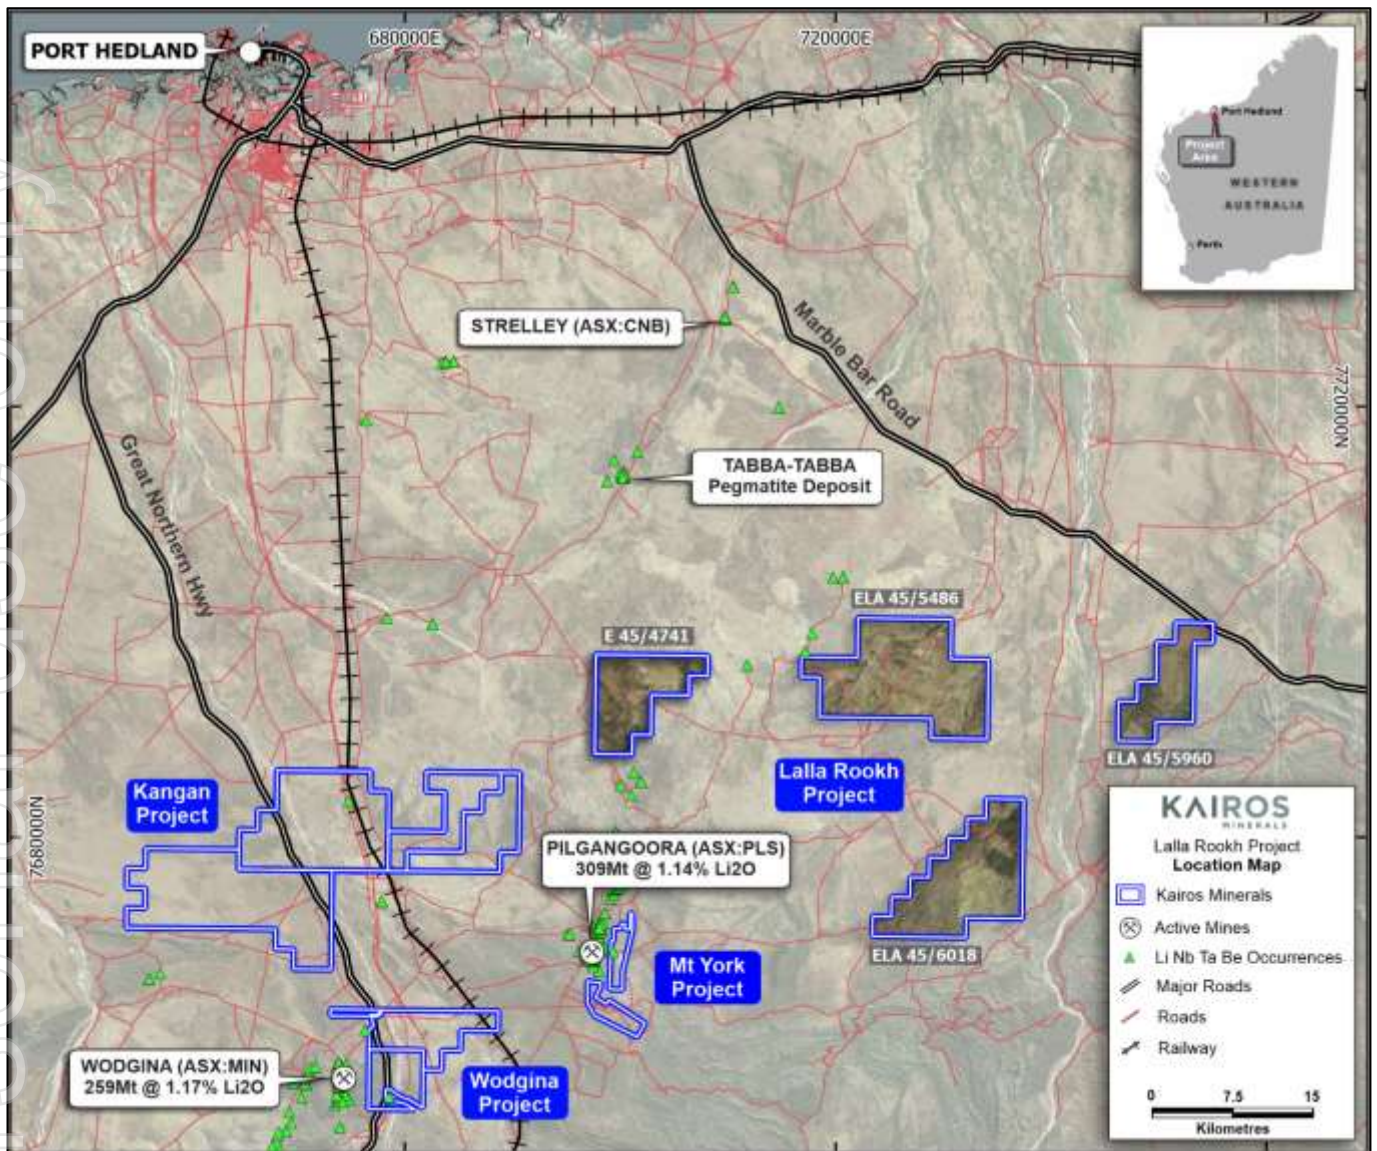 680000E
720000E
PORT HEDLAND
Port Hedland
Project
Area
WESTERN
AUSTRALIA
Perth
STRELLEY (ASX:CNB)
Marble Bar Road
7720000N
Great Northern Hwy
TABBA-TABBA
Pegmatite Deposit
ELA 45/5486
E 45/4741
ELA 45/5960
Lalla Rookh
Project
Kangan
Project
7680000N
PILGANGOORA (ASX:PLS)
309Mt @ 1.14% Li2O
ELA 45/6018
Mt York
Project
WODGINA (ASX:MIN)
259Mt @ 1.17% Li2O
Wodgina
Project
KAIROS
MINERALS
Lalla Rookh Project
Location Map
Kairos Minerals
Active Mines
Li Nb Ta Be Occurrences
Major Roads
Roads
Railway
0 7.5 15
Kilometres